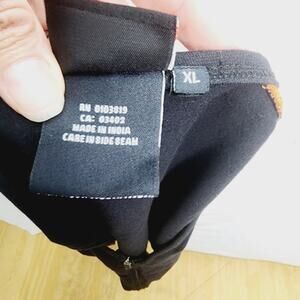 XL
RN 0103819
CA: 03402
MADE IN INDIA
CARE IN SIDE SEAM